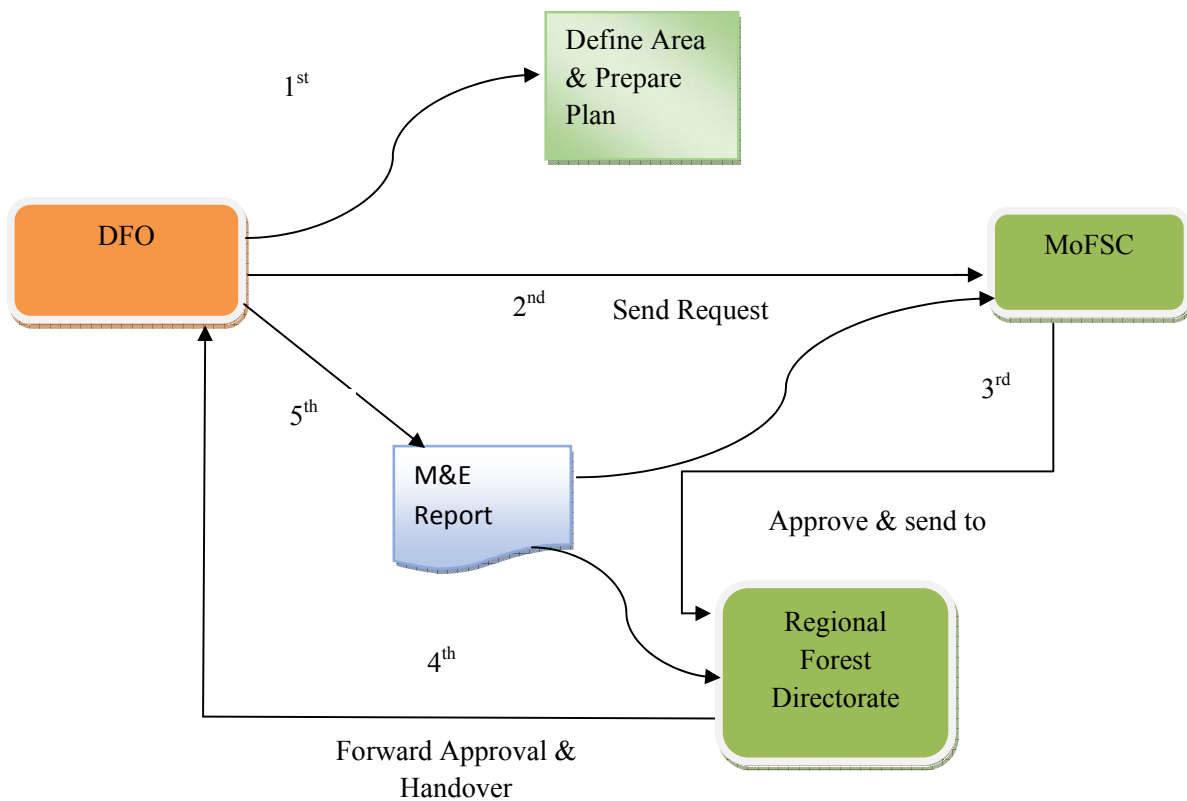 Define Area
& Prepare
Plan
1st
DFO
MoFSC
2nd
Send Request
3rd
5th
M&E
Report
Approve & send to
Regional
Forest
Directorate
4th
Forward Approval &
Handover